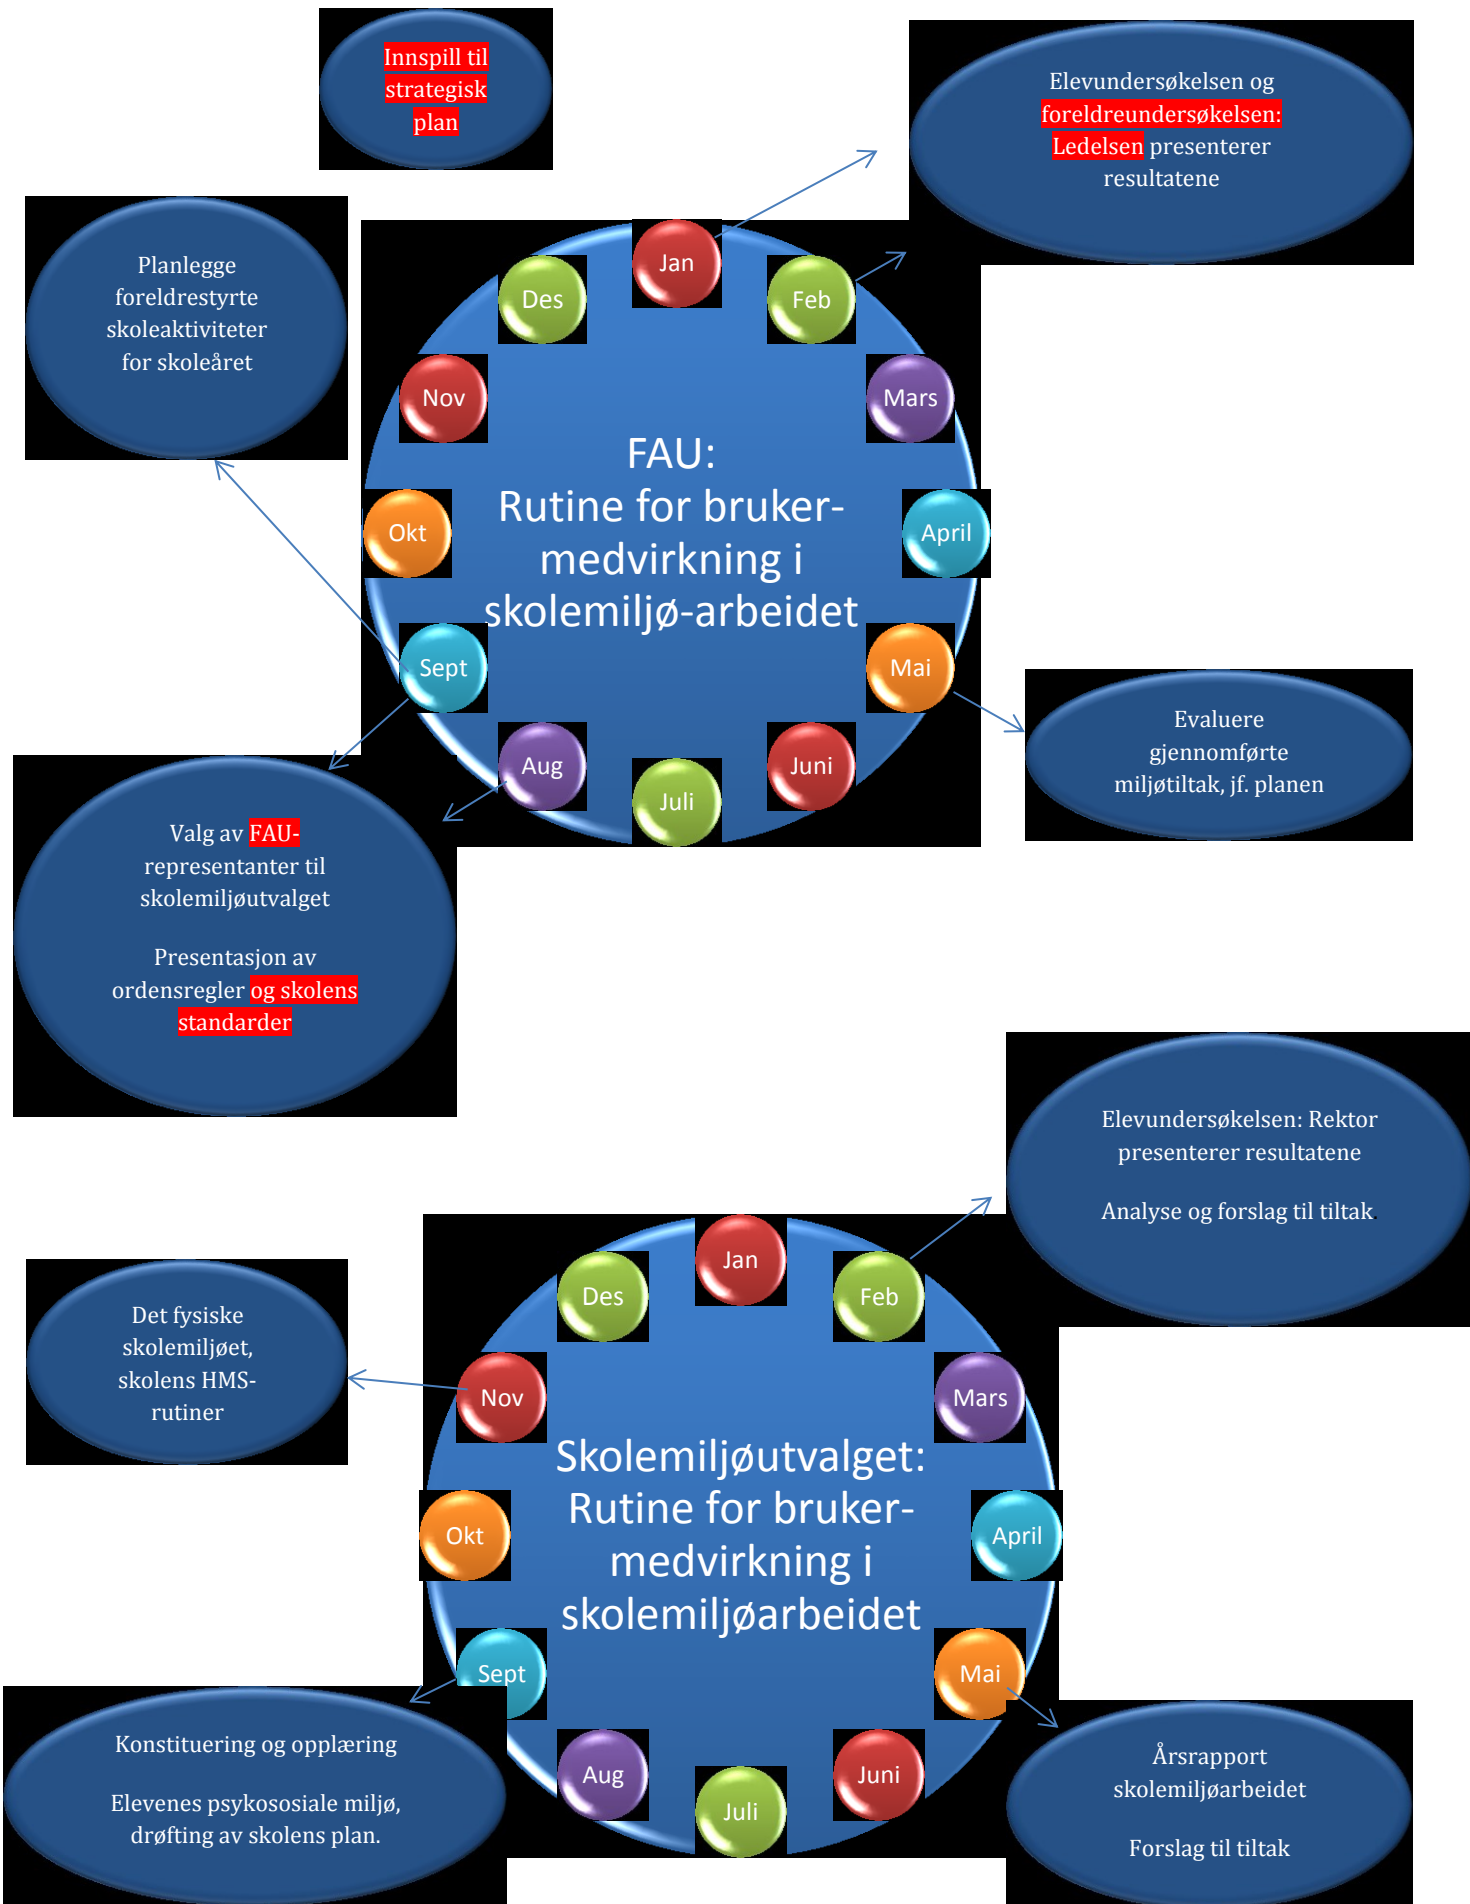 Innspill til
strategisk
plan
Elevundersøkelsen og
foreldreundersøkelsen:
Ledelsen presenterer
resultatene
Planlegge
foreldrestyrte
skoleaktiviteter
for skoleåret
Jan
Feb
Mars
April
Mai
Juni
Juli
Aug
Sept
Okt
Nov
Des
FAU:
Rutine for bruker-
medvirkning i
skolemiljø-arbeidet
Evaluere
gjennomførte
miljøtiltak, jf. planen
Valg av FAU-
representanter til
skolemiljøutvalget
Presentasjon av
ordensregler og skolens
standarder
Elevundersøkelsen: Rektor
presenterer resultatene
Analyse og forslag til tiltak.
Det fysiske
skolemiljøet,
skolens HMS-
rutiner
Jan
Feb
Mars
April
Mai
Juni
Juli
Aug
Sept
Okt
Nov
Des
Skolemiljøutvalget:
Rutine for bruker-
medvirkning i
skolemiljøarbeidet
Konstituering og opplæring
Elevenes psykososiale miljø,
drøfting av skolens plan.
Årsrapport
skolemiljøarbeidet
Forslag til tiltak